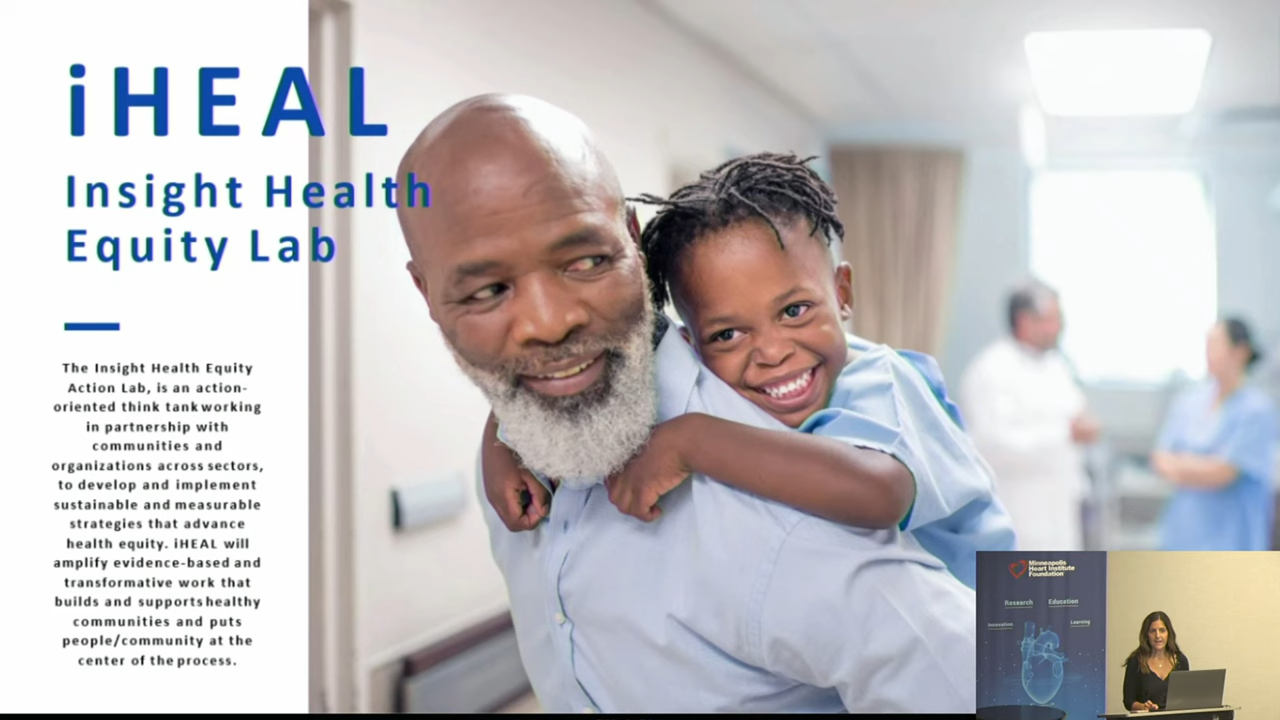 iHEAL
Insight Health
Equity Lab
The Insight Health Equity
Action Lab, is an action-
oriented think tank working
in partnership with
communities and
organizations across sectors,
to develop and implement
sustainable and measurable
strategies that advance
health equity. iHEAL will
amplify evidence-based and
transformative work that
builds and supports healthy
communities and puts
people/community at the
center of the process.
Minneapolis
Heart Institute
Foundation
Research Education
Innovation Learning